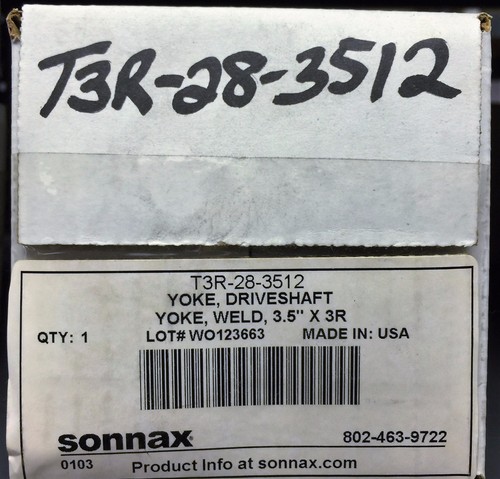 T3R-28-3512
T3R-28-3512
YOKE, DRIVESHAFT
YOKE, WELD, 3.5" X 3R
QTY: 1 LOT# WO123663 MADE IN: USA
sonnax® 802-463-9722
0103 Product Info at sonnax.com